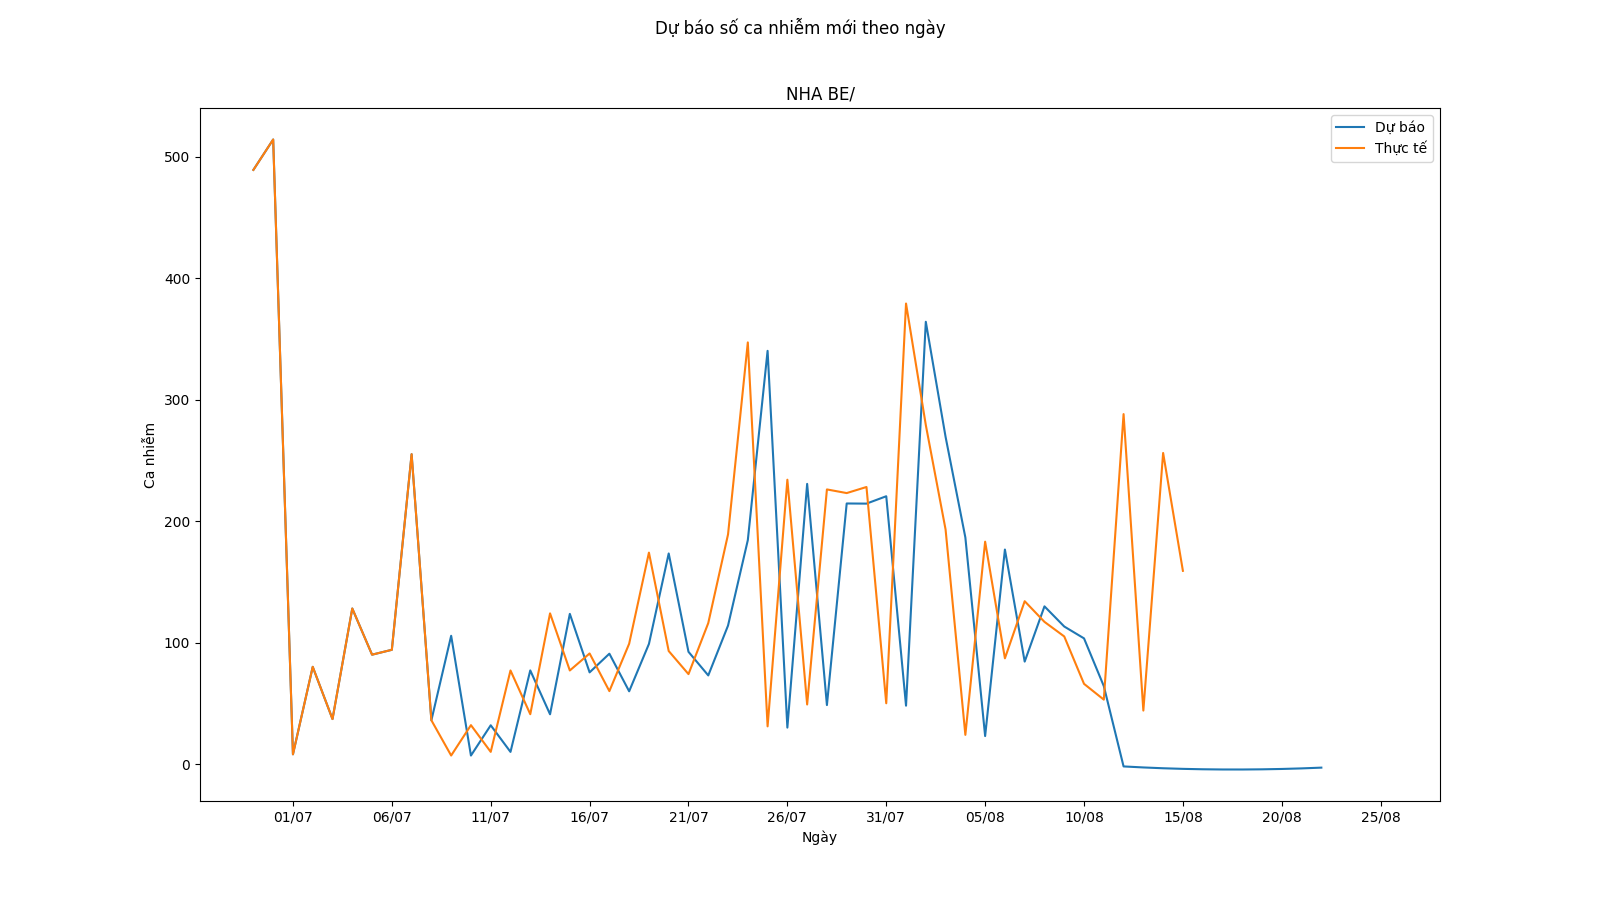 Dự báo số ca nhiễm mới theo ngày
NHA BE/
Dự báo
Thực tế
500
400
300
200
100
0
Ca nhiễm
01/07 06/07 11/07 16/07 21/07 26/07 31/07 05/08 10/08 15/08 20/08 25/08
Ngày